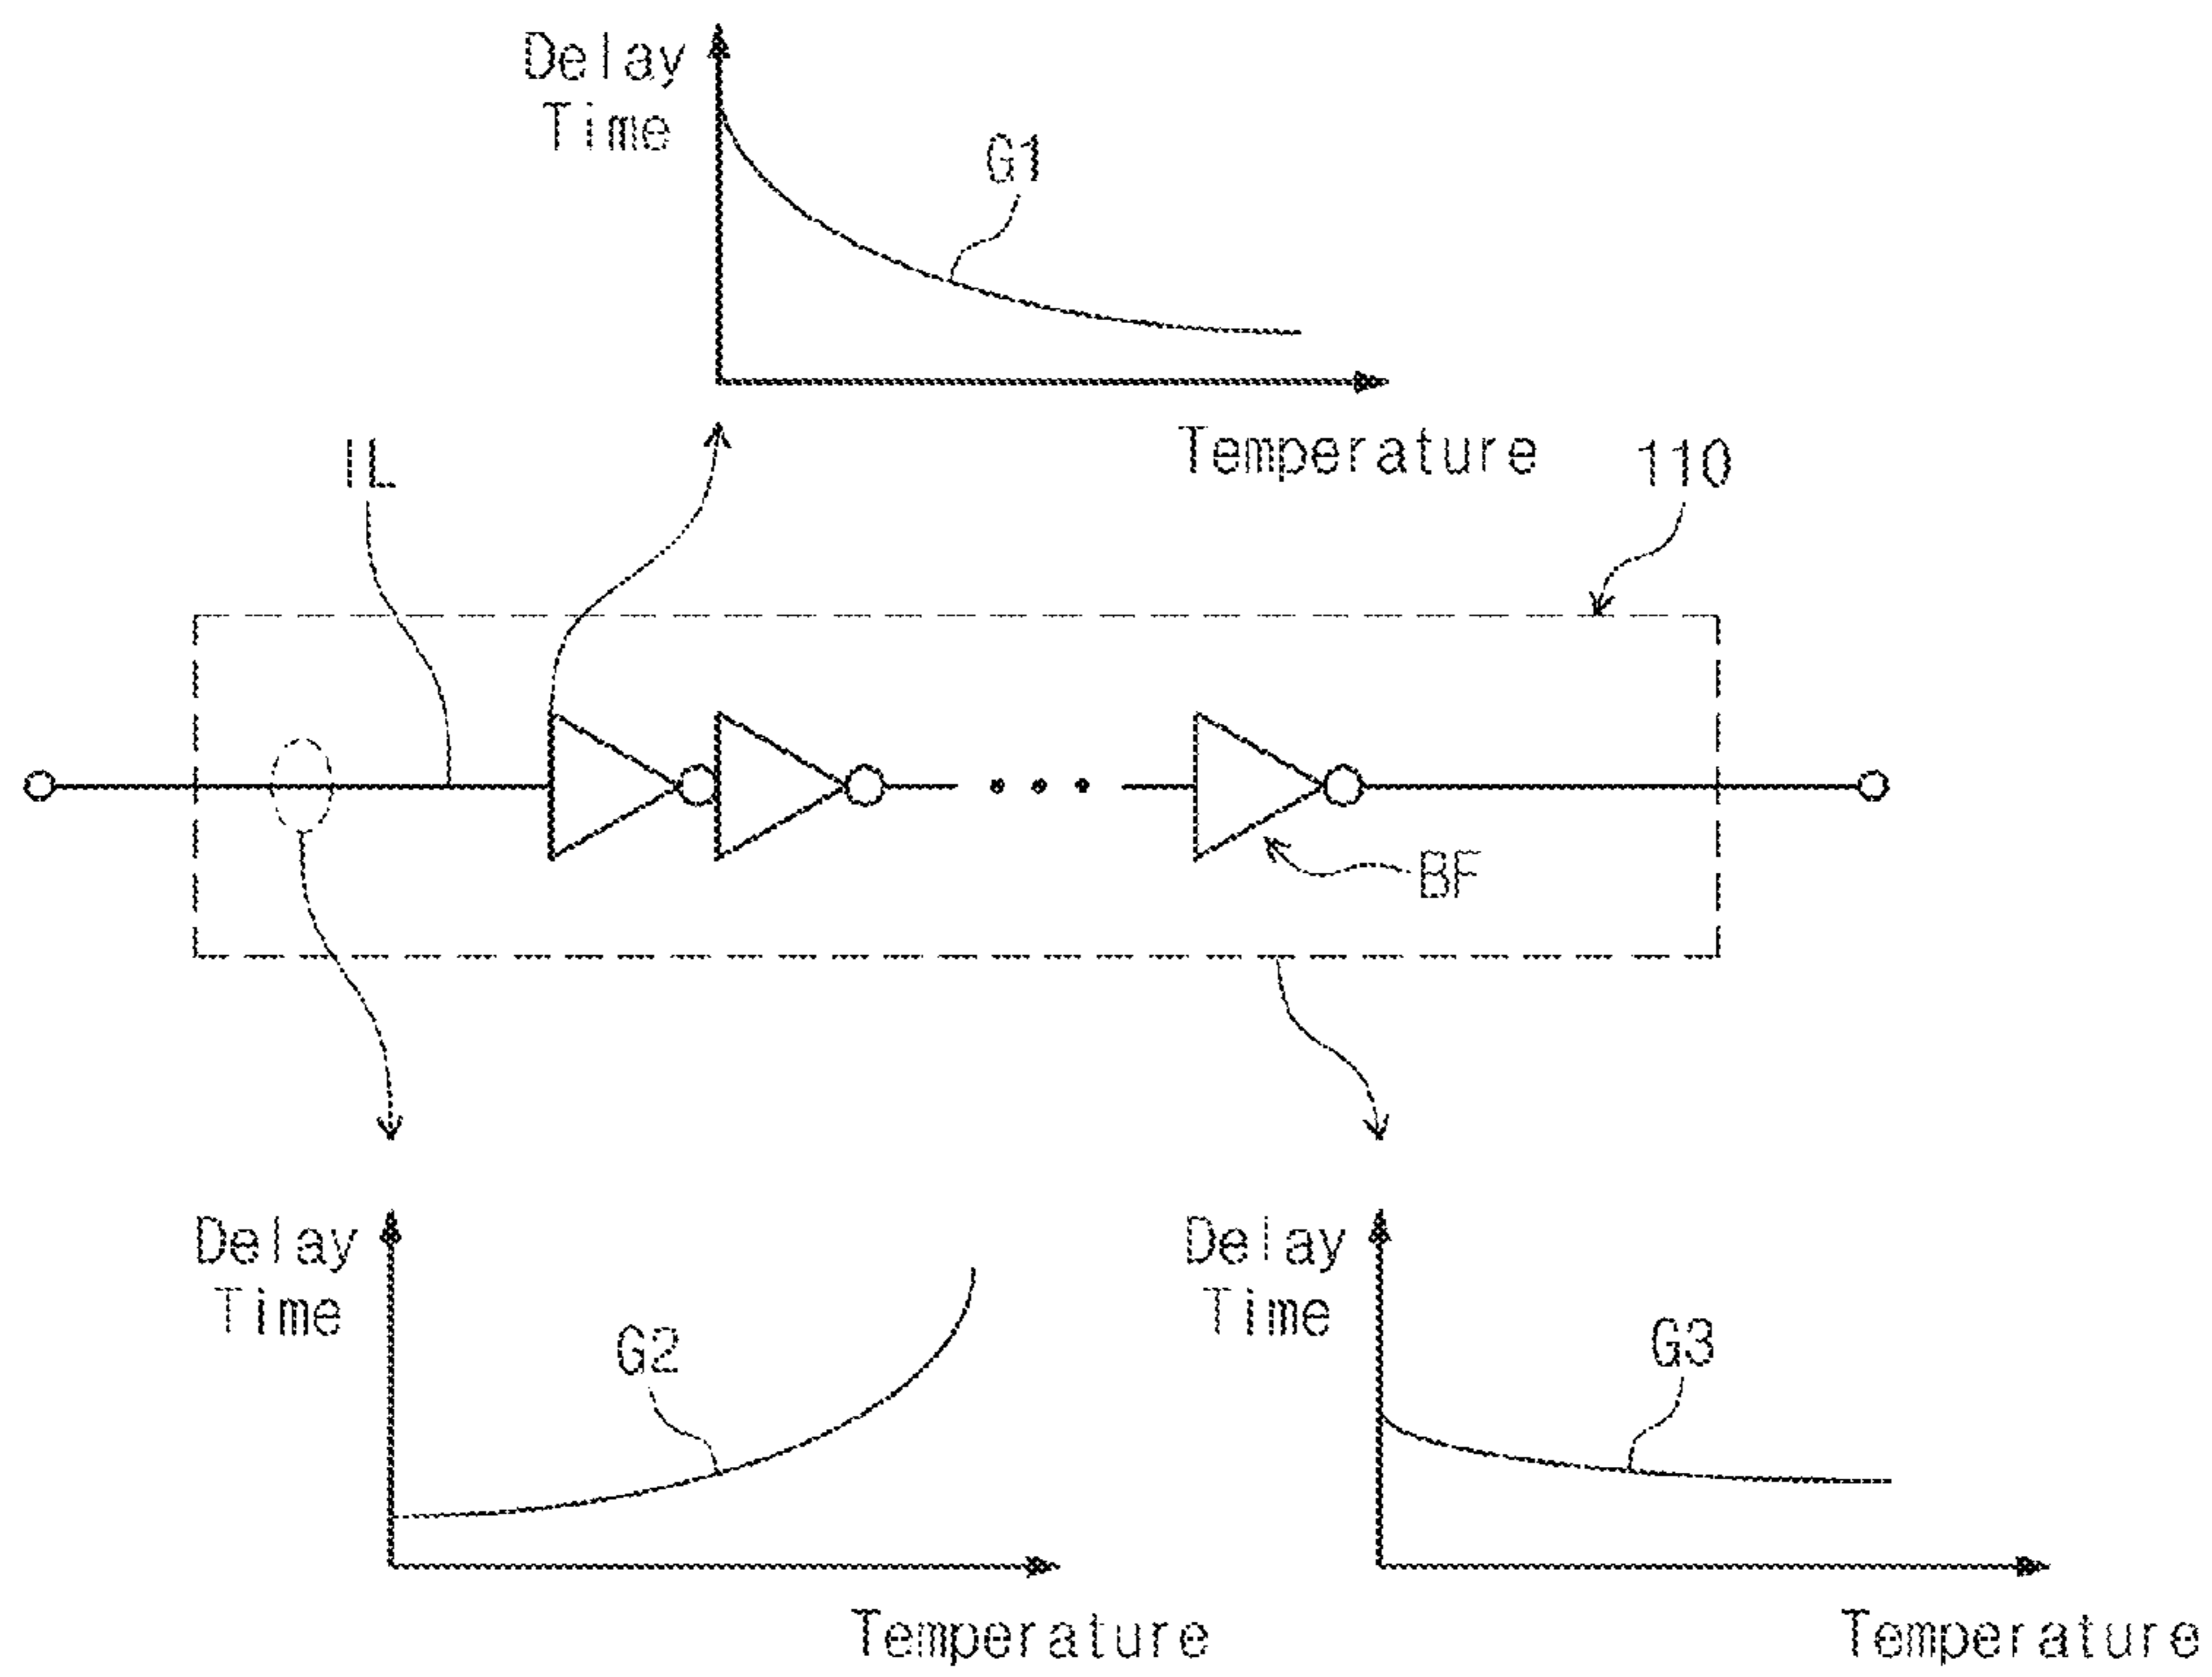 Delay
Time
G1
Temperature
IL
110
BF
Delay
Time
G2
Temperature
Delay
Time
G3
Temperature